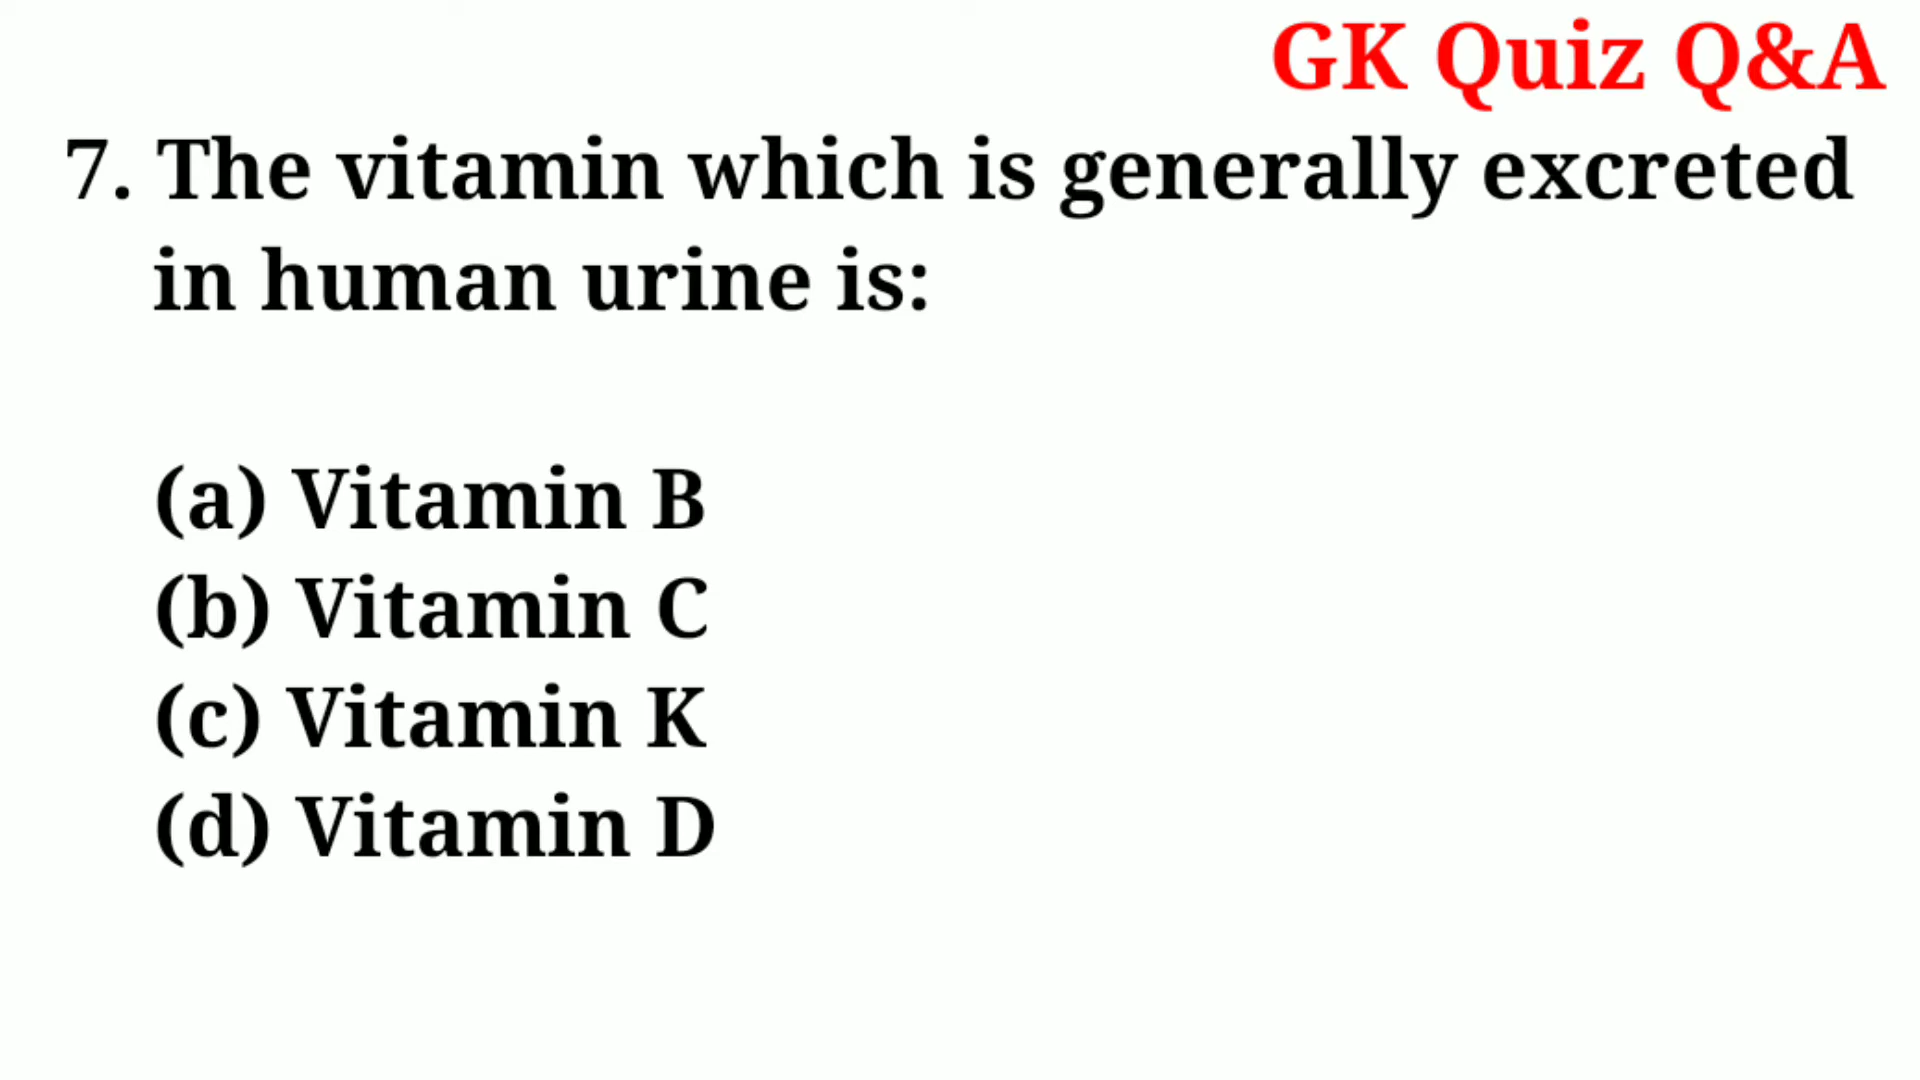 GK Quiz Q&A
7. The vitamin which is generally excreted
in human urine is:
(a) Vitamin B
(b) Vitamin C
(c) Vitamin K
(d) Vitamin D